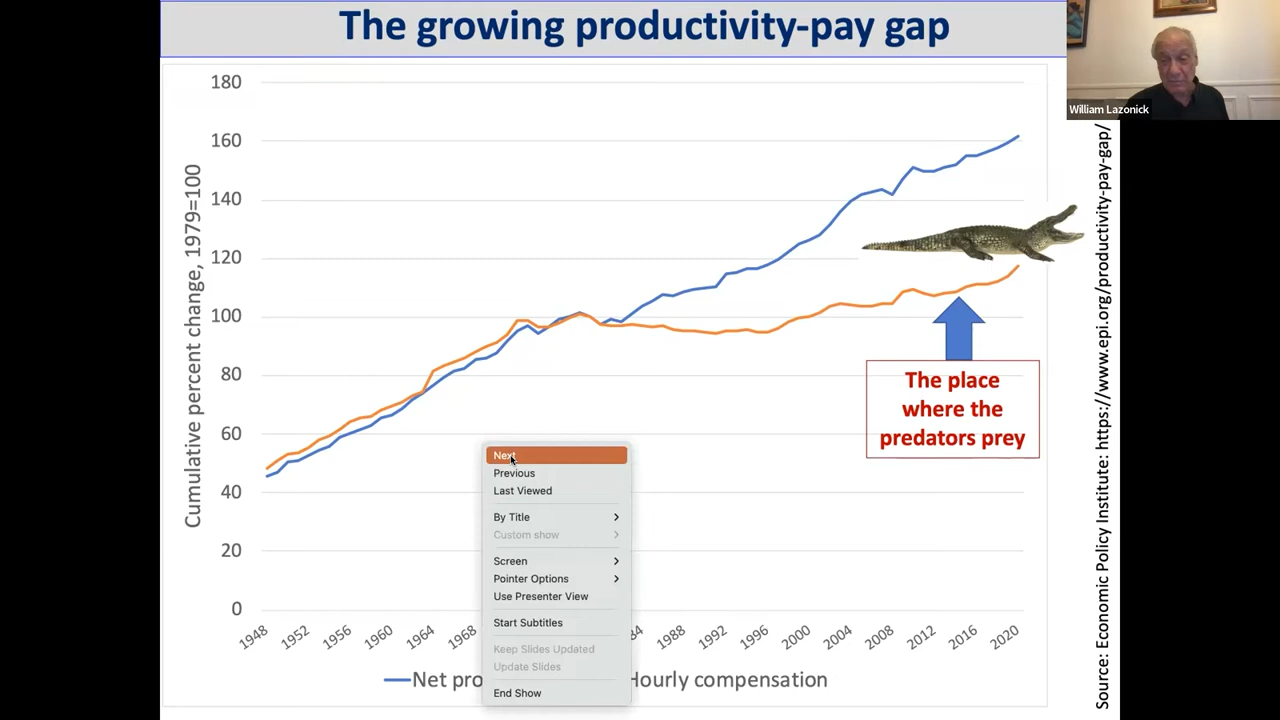 The growing productivity-pay gap
William Lazonick
180
160
140
120
100
80
60
40
20
0
Cumulative percent change, 1979=100
The place
where the
predators prey
Next
Previous
Last Viewed
By Title
Custom show
Screen
Pointer Options
Use Presenter View
Start Subtitles
Keep Slides Updated
Update Slides
End Show
1948 1952 1956 1960 1964 1968 84 1988 1992 1996 2000 2004 2008 2012 2016 2020
Net pro Hourly compensation
Source: Economic Policy Institute: https://www.epi.org/productivity-pay-gap/